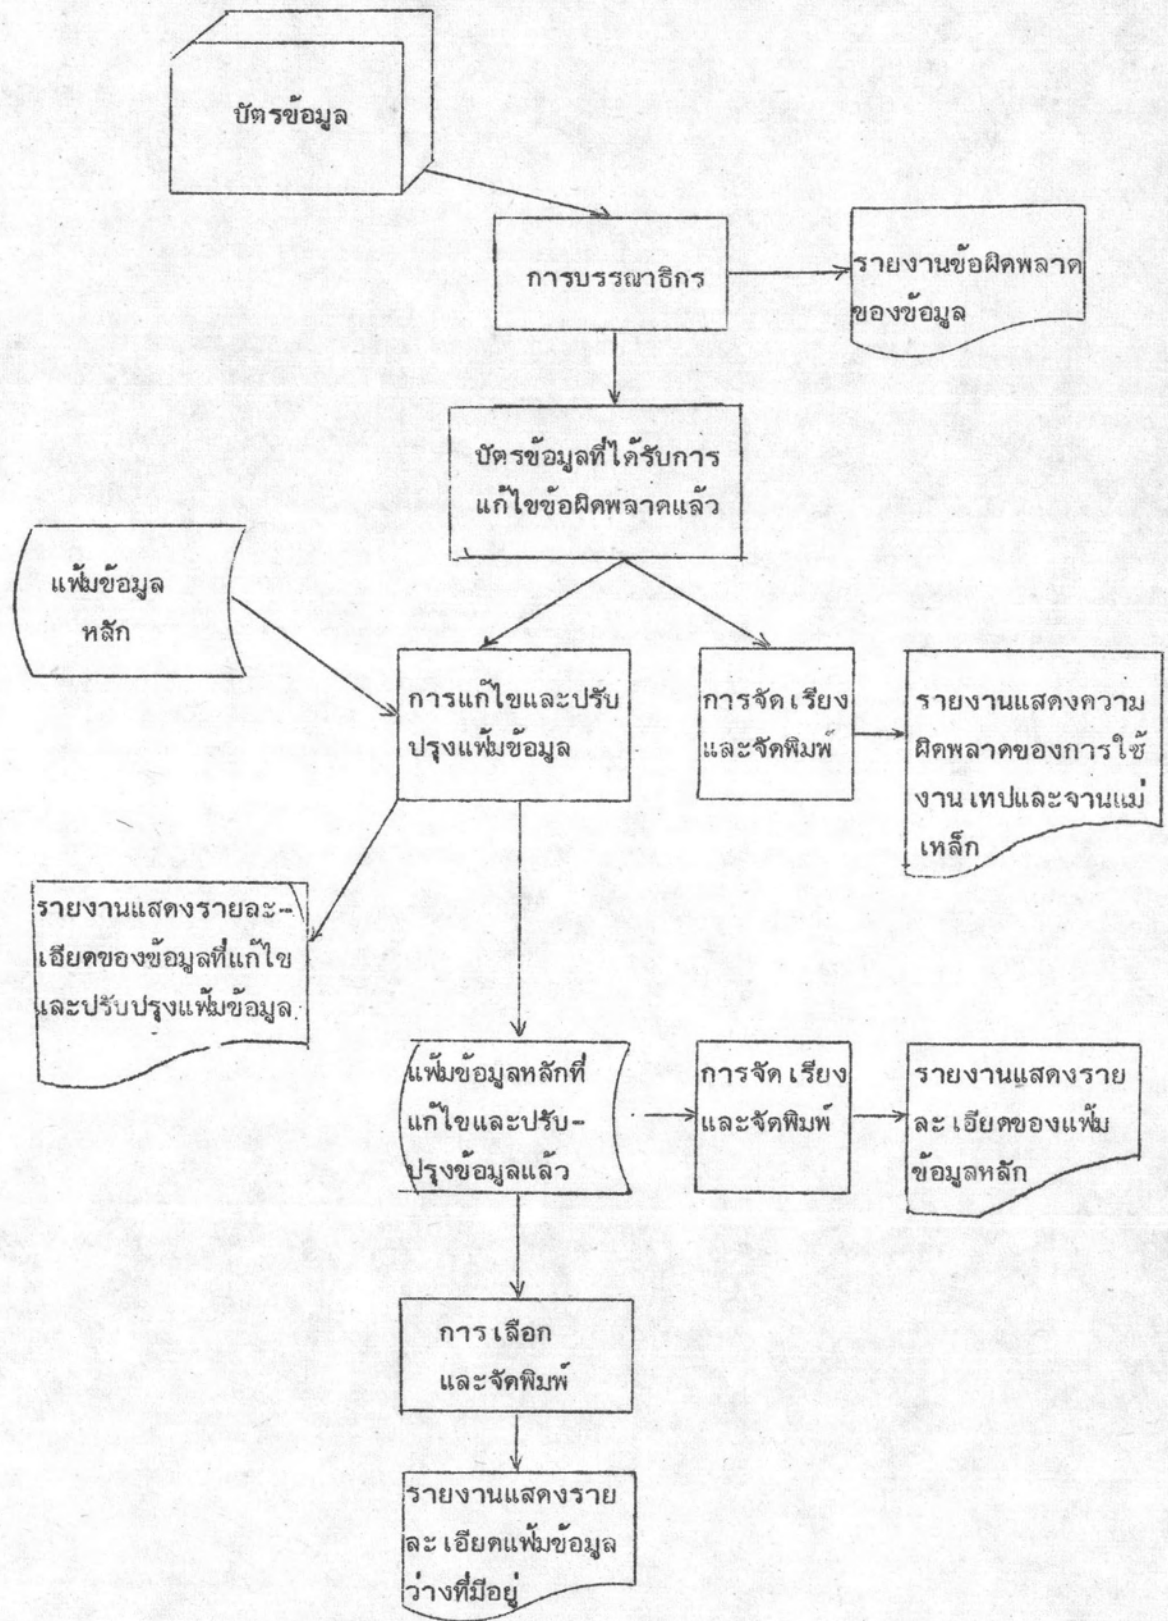 บัตรข้อมูล
การบรรณาธิกร
รายงานข้อผิดพลาด
ของข้อมูล
บัตรข้อมูลที่ได้รับการ
แก้ไขข้อผิดพลาดแล้ว
แฟ้มข้อมูล
หลัก
การแก้ไขและปรับ
ปรุงแฟ้มข้อมูล
การจัดเรียง
และจัดพิมพ์
รายงานแสดงความ
ผิดพลาดของการใช้
งานเทปและจานแม่
เหล็ก
รายงานแสดงรายละ-
เอียดของข้อมูลที่แก้ไข
และปรับปรุงแฟ้มข้อมูล
แฟ้มข้อมูลหลักที่
แก้ไขและปรับ-
ปรุงข้อมูลแล้ว
การจัดเรียง
และจัดพิมพ์
รายงานแสดงราย
ละเอียดของแฟ้ม
ข้อมูลหลัก
การเลือก
และจัดพิมพ์
รายงานแสดงราย
ละเอียดแฟ้มข้อมูล
ว่างที่มีอยู่